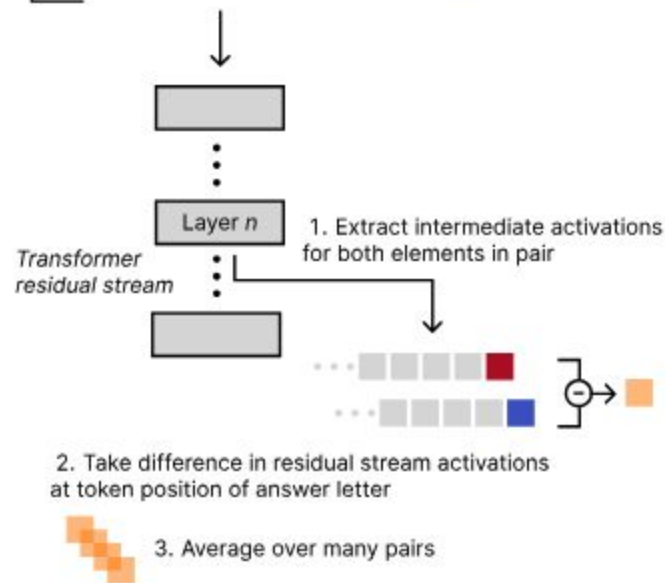 Layer n
1. Extract intermediate activations
for both elements in pair
Transformer
residual stream
2. Take difference in residual stream activations
at token position of answer letter
3. Average over many pairs